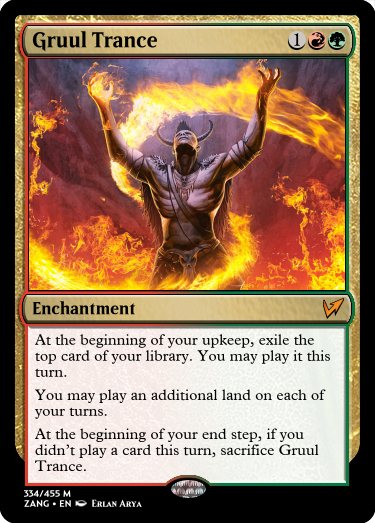 Gruul Trance 1
Enchantment
At the beginning of your upkeep, exile the
top card of your library. You may play it this
turn.
You may play an additional land on each of
your turns.
At the beginning of your end step, if you
didn't play a card this turn, sacrifice Gruul
Trance.
334/455 M
ZANG • EN Erlan Arya